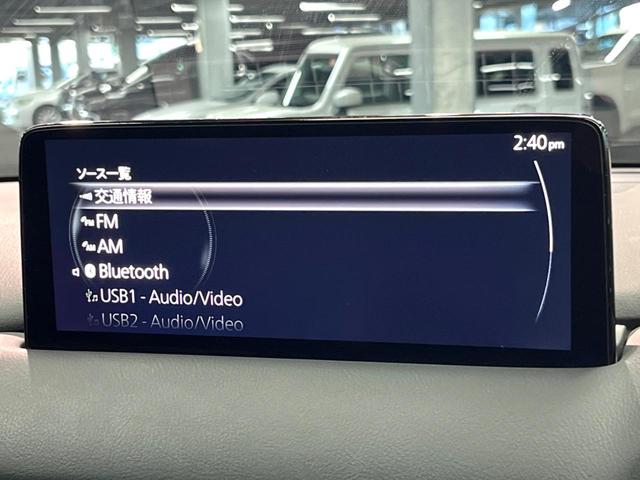 2:40pm
ソース一覧
交通情報
FM
AM
Bluetooth
USB1 - Audio/Video
USB2 - Audio/Video